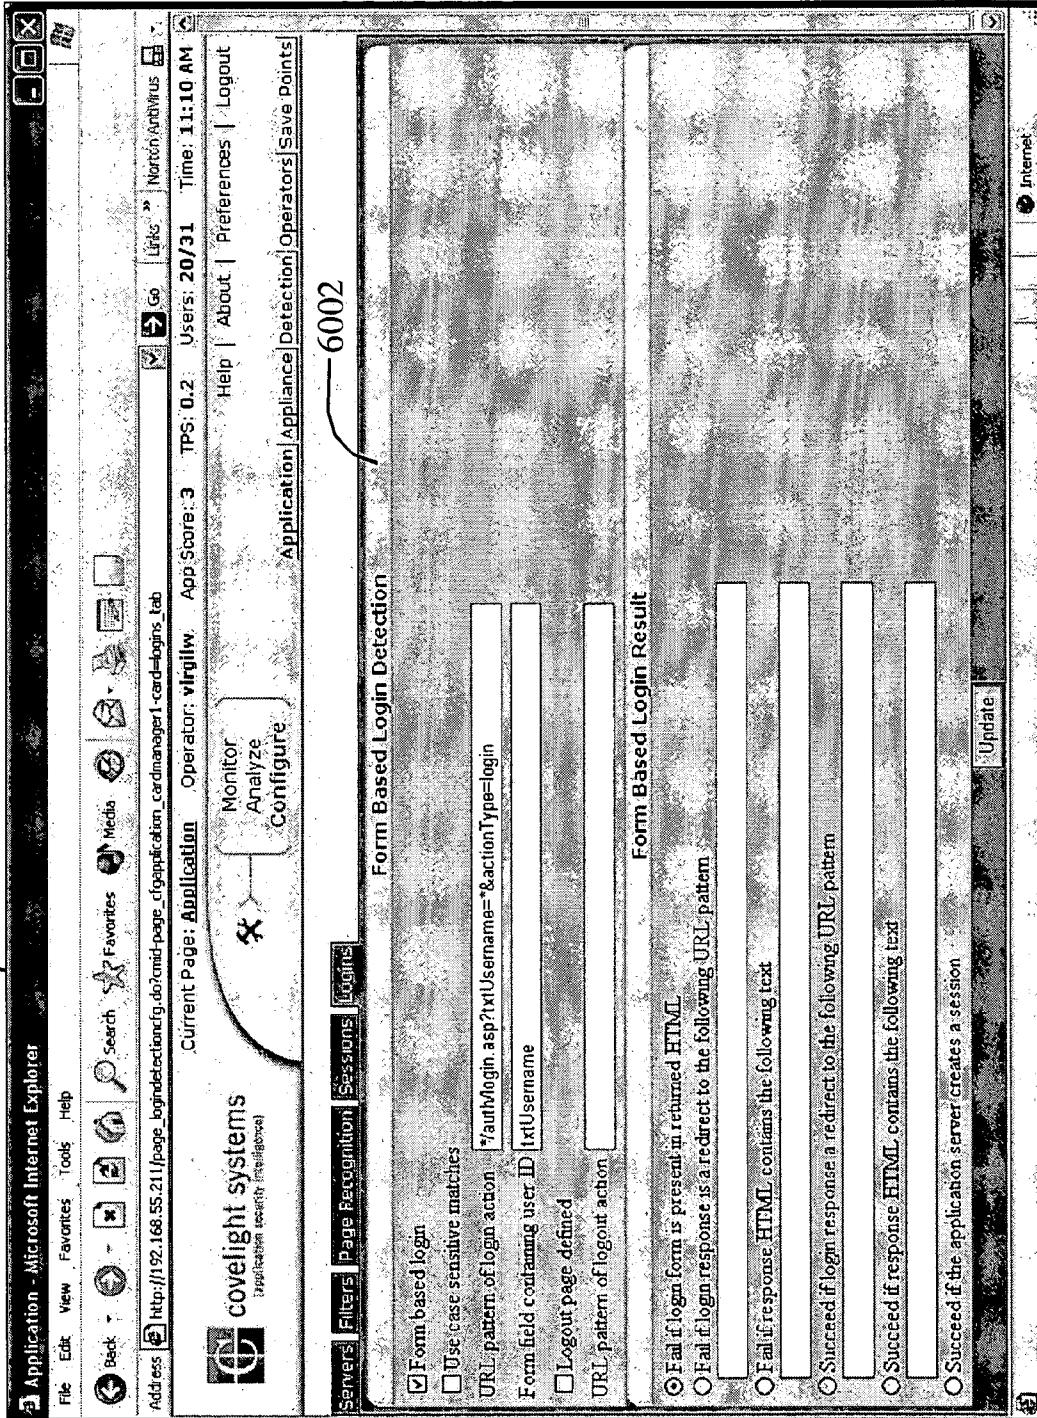 Application - Microsoft Internet Explorer
File Edit View Favorites Tools Help
Back Search Favorites Media
Address http://192.168.55.211/page_logindetectioncfg.do?cmd-page_cfgapplication_cardmanager1-card=logins_tab Go Links » Norton AntiVirus
Current Page: Application Operator: virgilw App Score: 3 TPS: 0.2 Users: 20/31 Time: 11:10 AM
covelight systems
[application security intelligence]
Monitor
Analyze
Configure
Help | About | Preferences | Logout
Application Appliance Detection Operators Save Points
6002
Servers Filters Page Recognition Sessions Logins
Form Based Login Detection
Form based login
Use case sensitive matches
URL pattern of login action */auth/login.asp?txtUsername=*&actionType=login
Form field containing user ID txtUsername
Logout page defined
URL pattern of logout action
Form Based Login Result
Fail if login form is present in returned HTML
Fail if login response is a redirect to the following URL pattern
Fail if response HTML contains the following text
Succeed if login response a redirect to the following URL pattern
Succeed if response HTML contains the following text
Succeed if the application server creates a session
Update
Internet